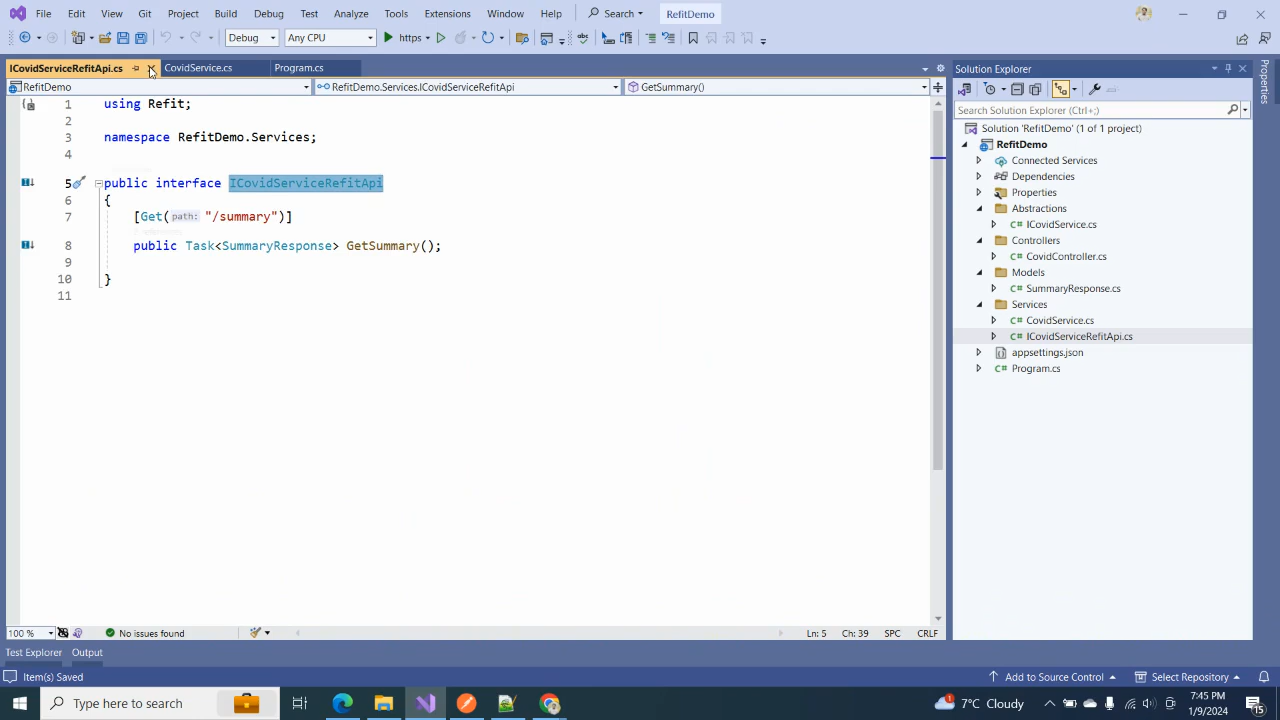 File Edit View Git Project Build Debug Test Analyze Tools Extensions Window Help Search RefitDemo
Debug Any CPU https
ICovidServiceRefitApi.cs CovidService.cs Program.cs
RefitDemo RefitDemo.Services.ICovidServiceRefitApi GetSummary()
1 using Refit;
2
3 namespace RefitDemo.Services;
4
5 public interface ICovidServiceRefitApi
6 {
7 [Get(path: "/summary")]
8 public Task<SummaryResponse> GetSummary();
9
10 }
11
100 % No issues found Ln: 5 Ch: 39 SPC CRLF
Solution Explorer
Search Solution Explorer (Ctrl+;)
Solution 'RefitDemo' (1 of 1 project)
RefitDemo
Connected Services
Dependencies
Properties
Abstractions
C# ICovidService.cs
Controllers
C# CovidController.cs
Models
C# SummaryResponse.cs
Services
C# CovidService.cs
C# ICovidServiceRefitApi.cs
appsettings.json
C# Program.cs
Properties
Test Explorer Output
Item(s) Saved Add to Source Control Select Repository
Type here to search 7°C Cloudy 7:45 PM
1/9/2024
15